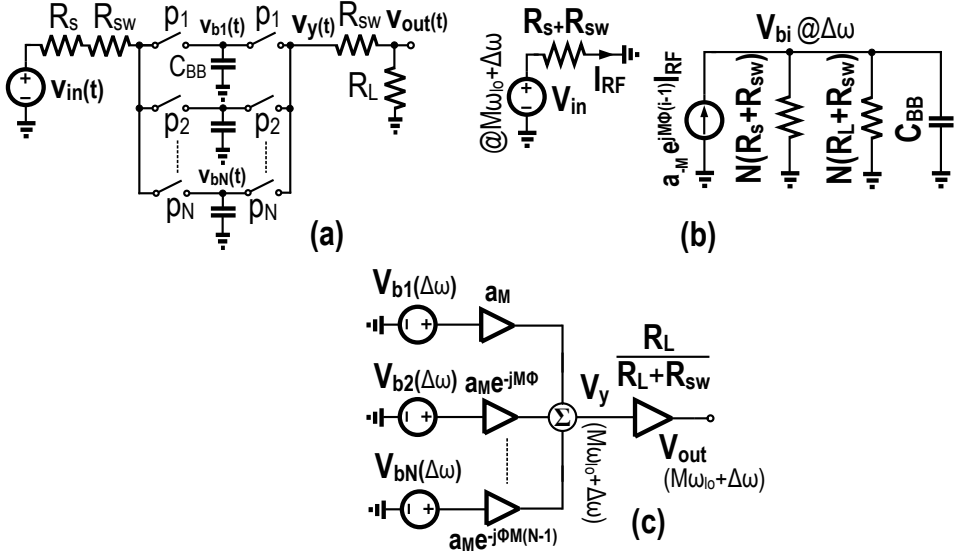 Rs Rsw p1 vb1(t) p1 vy(t) Rsw vout(t)
vin(t) CBB RL
p2 p2
vbN(t)
pN pN
(a)
Rs+Rsw
IRF
Vin
@Mωlo+Δω
Vbi @Δω
a-M e^jMΦ(i-1) IRF
N(Rs+Rsw)
N(RL+Rsw)
CBB
(b)
Vb1(Δω) aM
Vb2(Δω) aMe-jMΦ
VbN(Δω)
aMe-jΦM(N-1)
Σ
Vy
(Mωlo+Δω)
RL
RL+Rsw
Vout
(Mωlo+Δω)
(c)